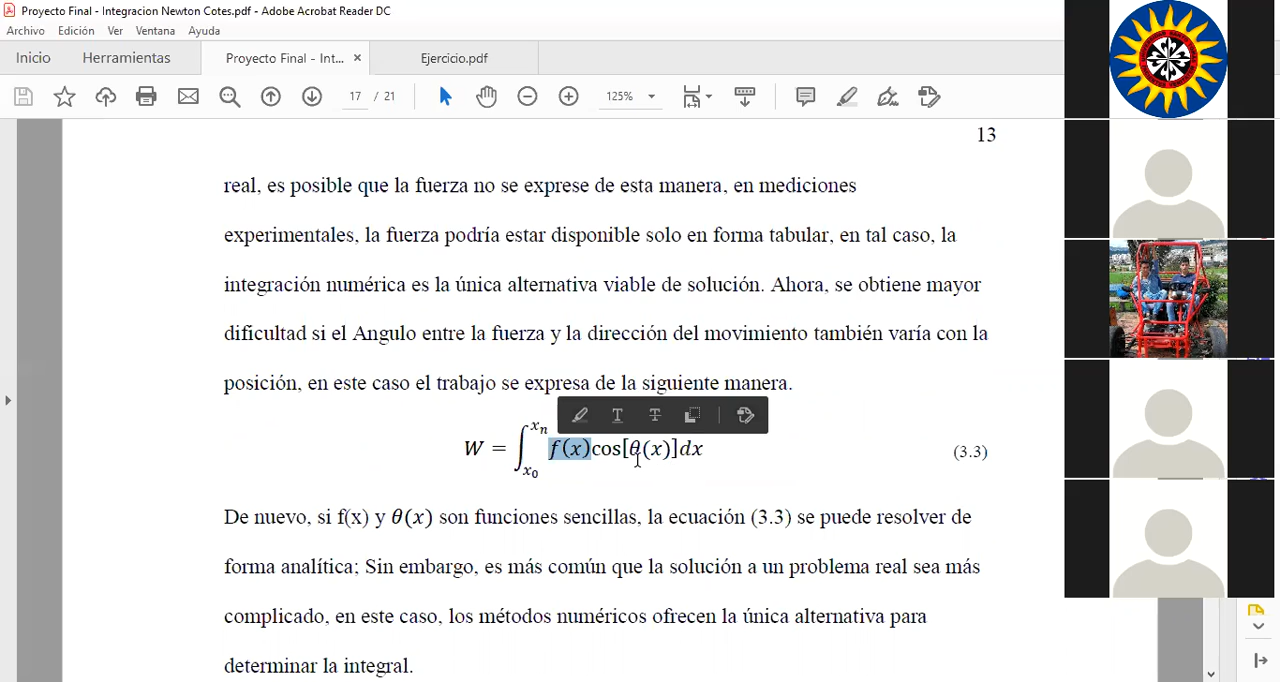 Proyecto Final - Integracion Newton Cotes.pdf - Adobe Acrobat Reader DC
Archivo Edición Ver Ventana Ayuda
Inicio Herramientas Proyecto Final - Int... × Ejercicio.pdf
17 / 21 125%
13
real, es posible que la fuerza no se exprese de esta manera, en mediciones
experimentales, la fuerza podría estar disponible solo en forma tabular, en tal caso, la
integración numérica es la única alternativa viable de solución. Ahora, se obtiene mayor
dificultad si el Angulo entre la fuerza y la dirección del movimiento también varía con la
posición, en este caso el trabajo se expresa de la siguiente manera.
W = ∫_{x_0}^{x_n} f(x)cos[θ(x)]dx (3.3)
De nuevo, si f(x) y θ(x) son funciones sencillas, la ecuación (3.3) se puede resolver de
forma analítica; Sin embargo, es más común que la solución a un problema real sea más
complicado, en este caso, los métodos numéricos ofrecen la única alternativa para
determinar la integral.